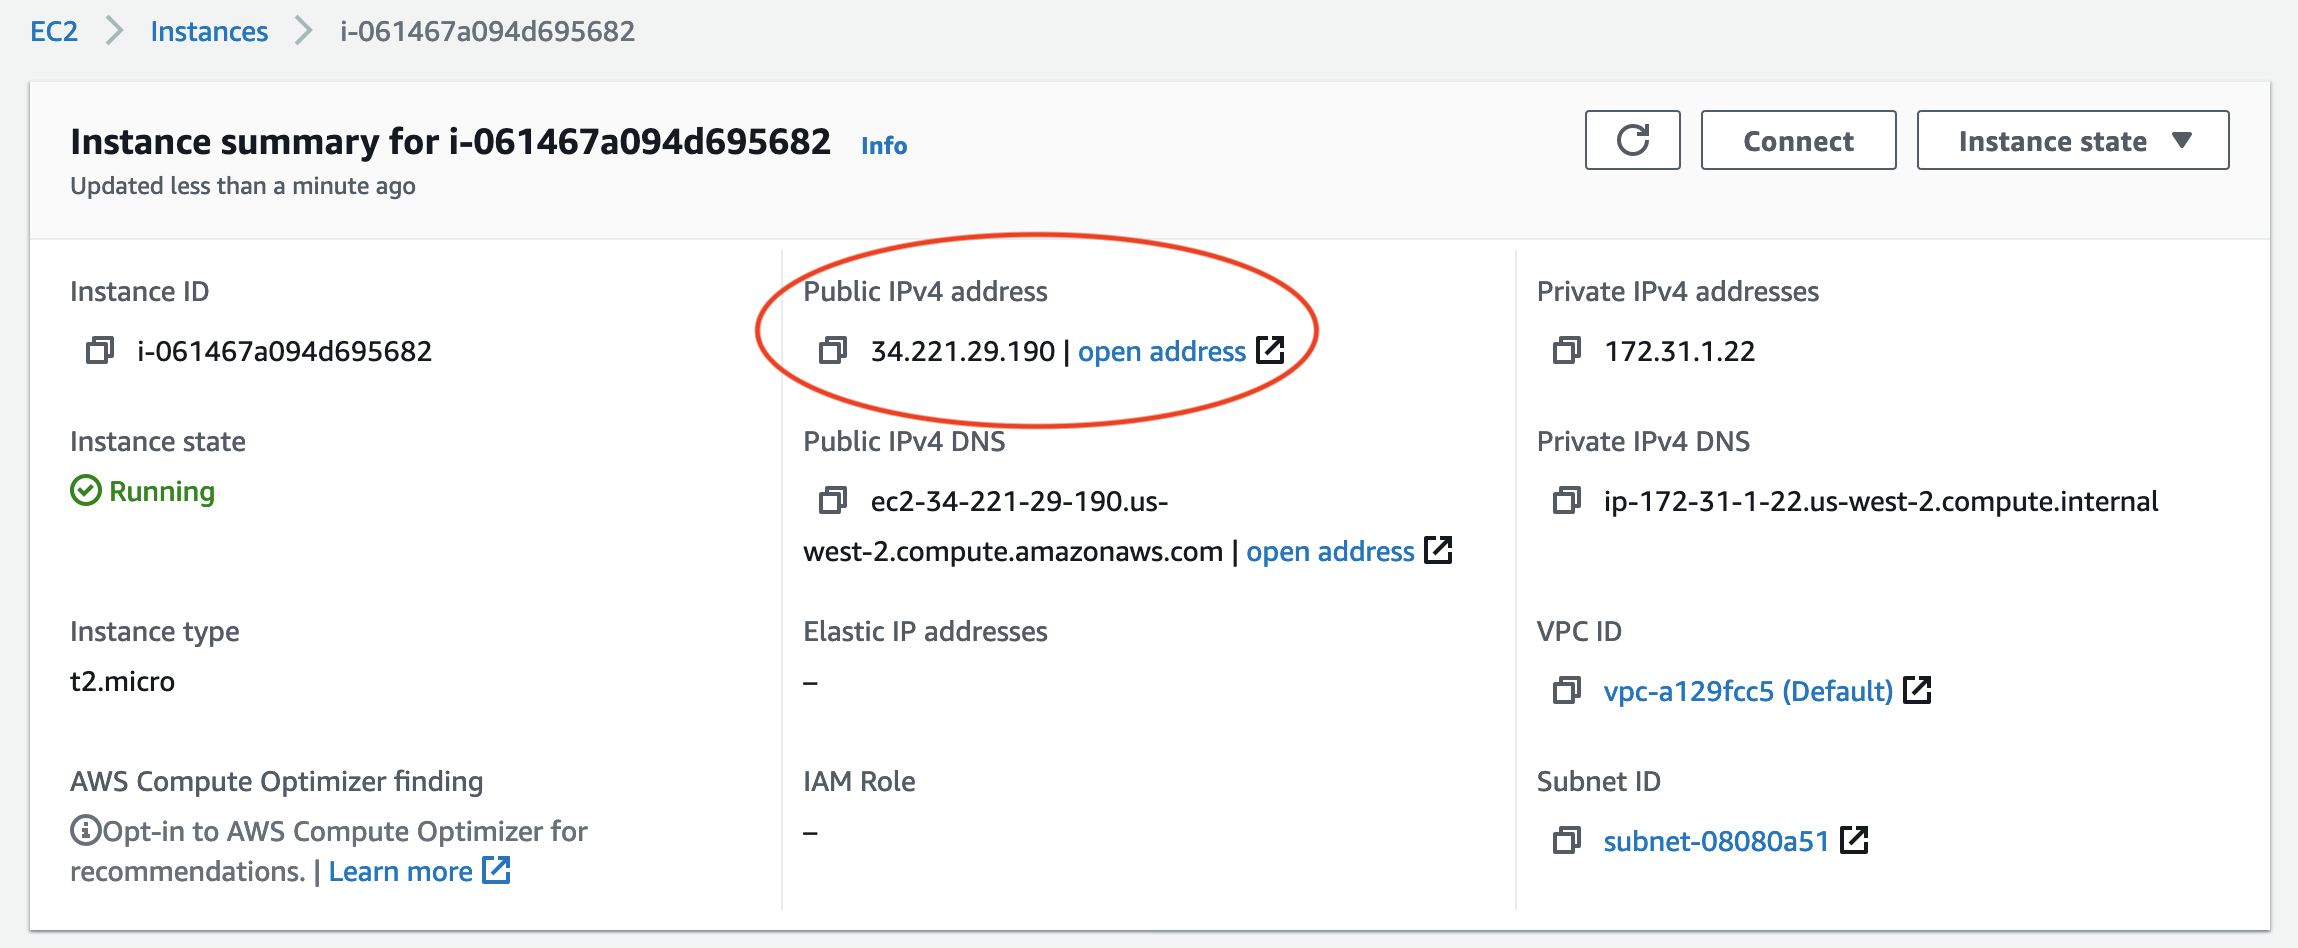 EC2 > Instances > i-061467a094d695682
Instance summary for i-061467a094d695682 Info
Updated less than a minute ago
Connect
Instance state
Instance ID
i-061467a094d695682
Public IPv4 address
34.221.29.190 | open address
Private IPv4 addresses
172.31.1.22
Instance state
Running
Public IPv4 DNS
ec2-34-221-29-190.us-
west-2.compute.amazonaws.com | open address
Private IPv4 DNS
ip-172-31-1-22.us-west-2.compute.internal
Instance type
t2.micro
Elastic IP addresses
–
VPC ID
vpc-a129fcc5 (Default)
AWS Compute Optimizer finding
Opt-in to AWS Compute Optimizer for
recommendations. | Learn more
IAM Role
–
Subnet ID
subnet-08080a51